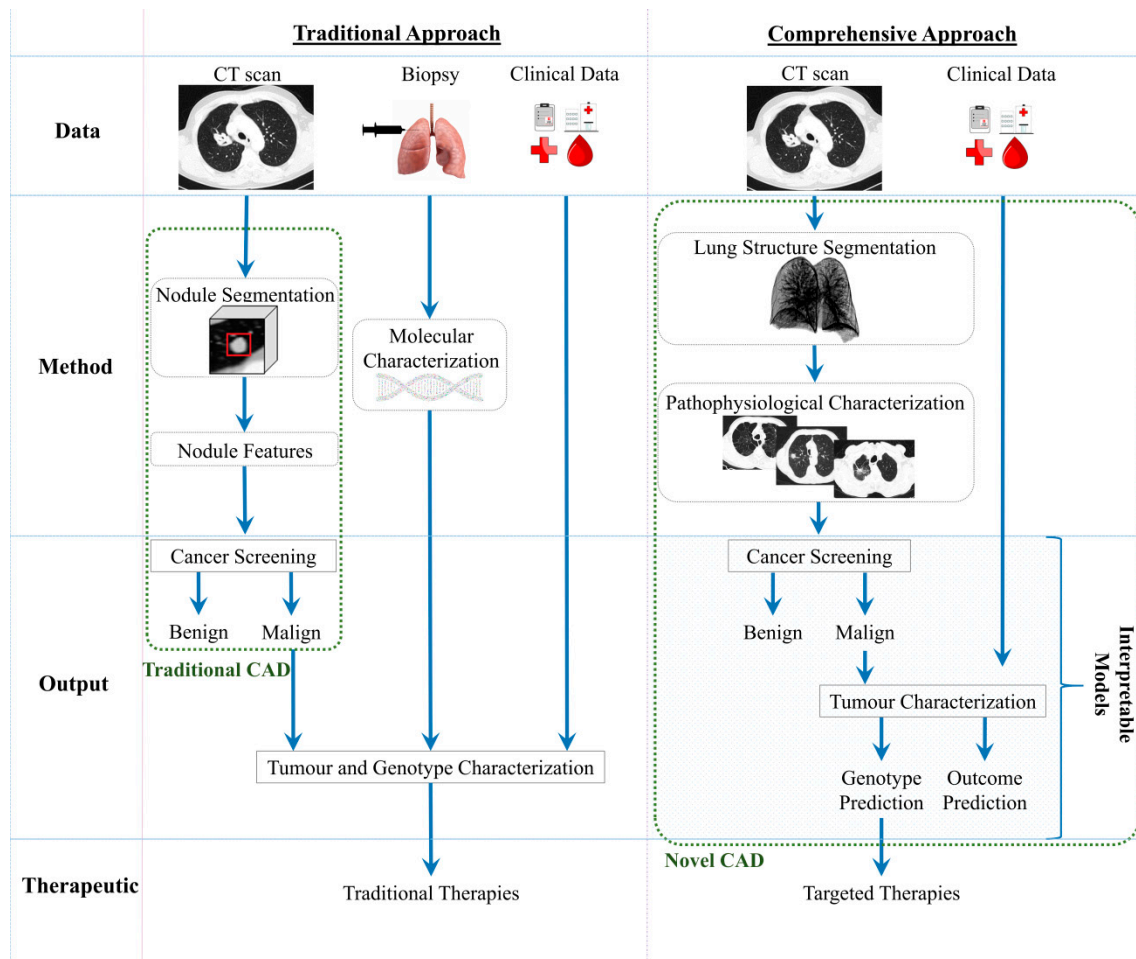 Traditional Approach
Comprehensive Approach
Data
CT scan
Biopsy
Clinical Data
CT scan
Clinical Data
Method
Nodule Segmentation
Nodule Features
Molecular
Characterization
Lung Structure Segmentation
Pathophysiological Characterization
Output
Cancer Screening
Benign
Malign
Traditional CAD
Tumour and Genotype Characterization
Cancer Screening
Benign
Malign
Tumour Characterization
Genotype
Prediction
Outcome
Prediction
Interpretable
Models
Novel CAD
Therapeutic
Traditional Therapies
Targeted Therapies